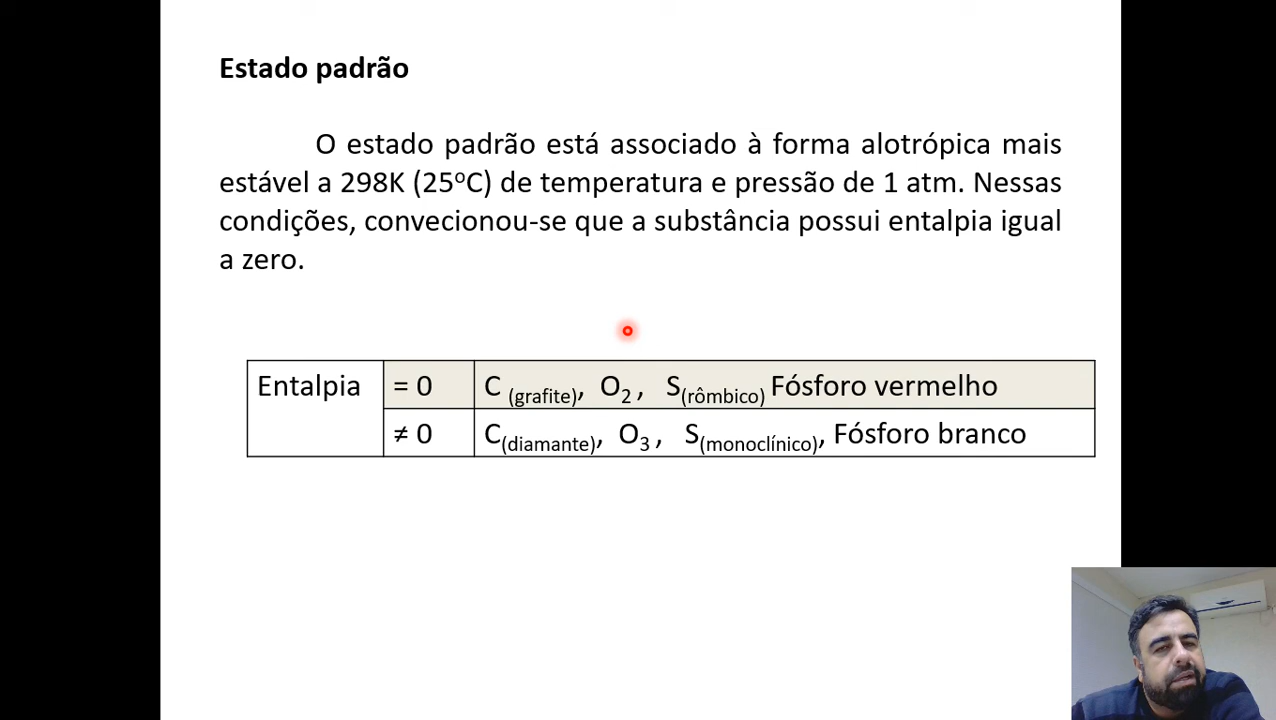 Estado padrão
O estado padrão está associado à forma alotrópica mais
estável a 298K (25ºC) de temperatura e pressão de 1 atm. Nessas
condições, convecionou-se que a substância possui entalpia igual
a zero.
Entalpia = 0 C (grafite), O2 , S(rômbico) Fósforo vermelho
≠ 0 C(diamante), O3 , S(monoclínico), Fósforo branco